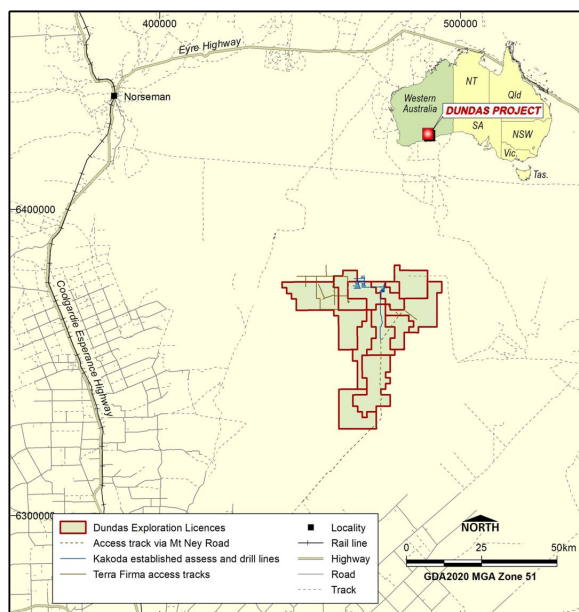 400000
500000
Eyre Highway
Norseman
NT
Qld
Western
Australia
DUNDAS PROJECT
SA
NSW
Vic.
Tas.
6400000
Coolgardie Esperance Highway
6300000
Dundas Exploration Licences
Access track via Mt Ney Road
Kakoda established assess and drill lines
Terra Firma access tracks
Locality
Rail line
Highway
Road
Track
NORTH
0 25 50km
GDA2020 MGA Zone 51